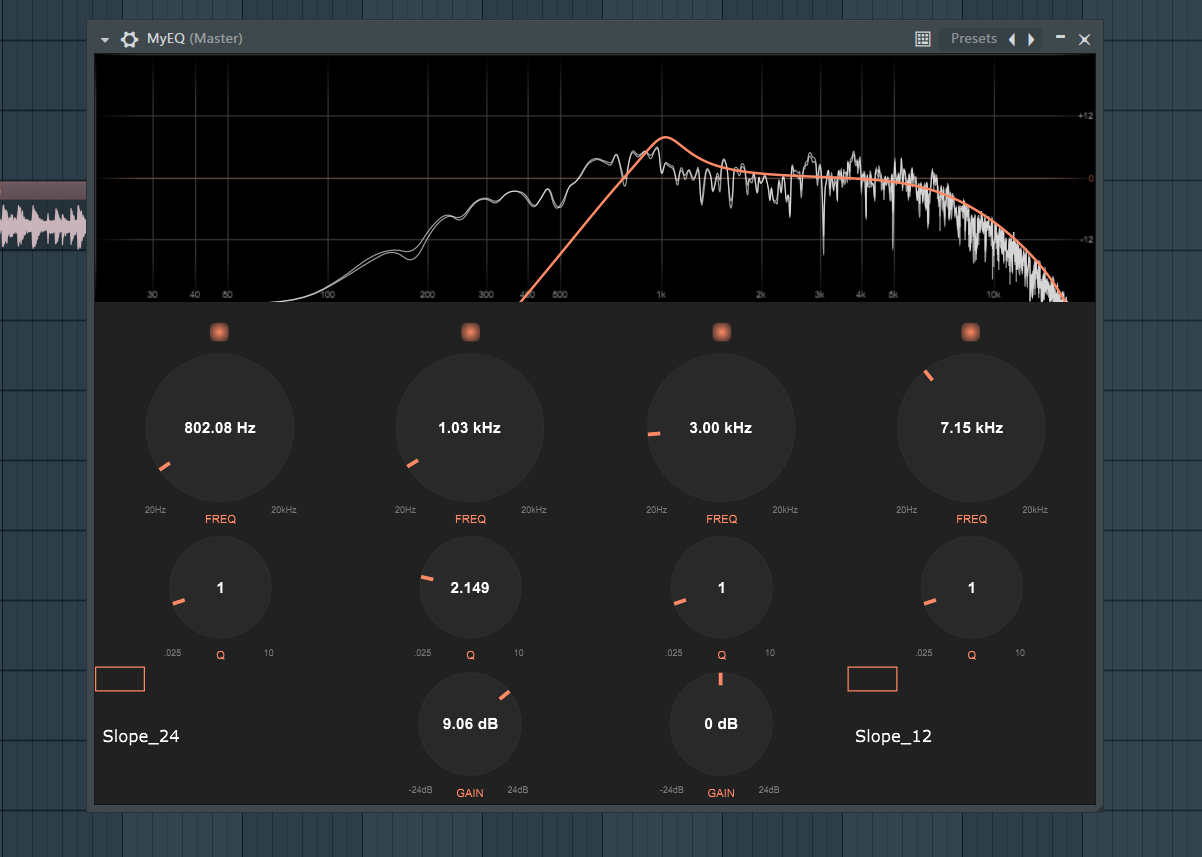 MyEQ (Master)
Presets
+12
0
-12
30 40 50 100 200 300 400 500 1k 2k 3k 4k 5k 10k
802.08 Hz 1.03 kHz 3.00 kHz 7.15 kHz
20Hz 20kHz 20Hz 20kHz 20Hz 20kHz 20Hz 20kHz
FREQ FREQ FREQ FREQ
1 2.149 1 1
.025 Q 10 .025 Q 10 .025 Q 10 .025 Q 10
9.06 dB 0 dB
Slope_24 Slope_12
-24dB 24dB -24dB 24dB
GAIN GAIN